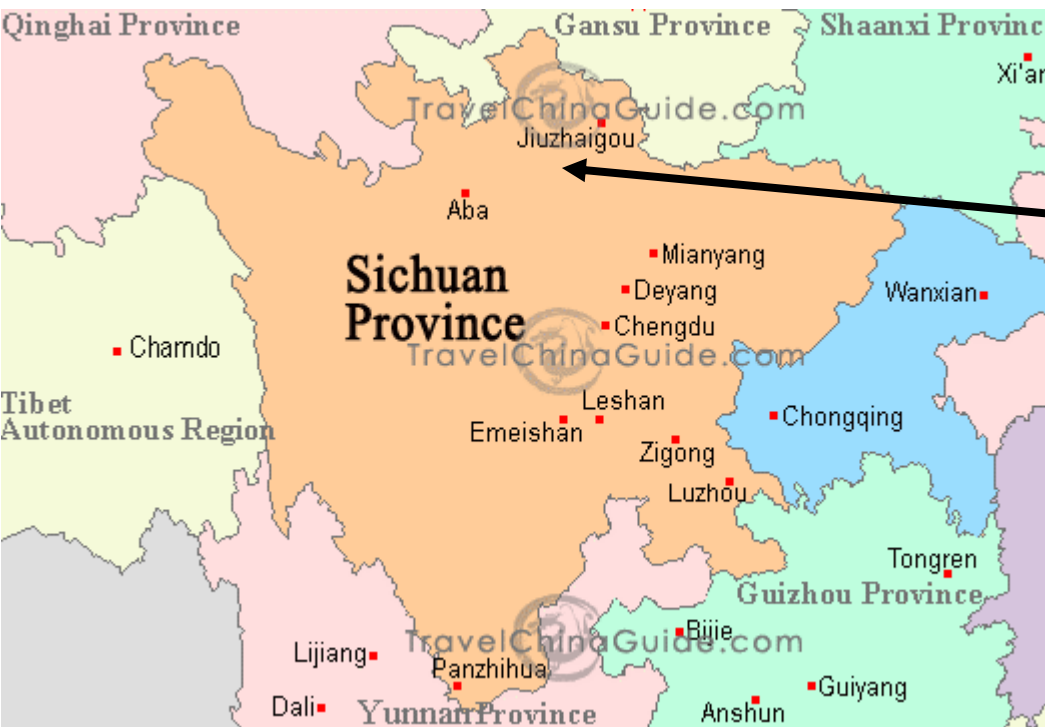 Qinghai Province
Gansu Province
Shaanxi Provinc
Xi'ar
TravelChinaGuide.com
Jiuzhaigou
Aba
Mianyang
Sichuan
Province
Deyang
Wanxian
Chengdu
Chamdo
TravelChinaGuide.com
Tibet
Autonomous Region
Leshan
Emeishan
Chongqing
Zigong
Luzhou
Tongren
Guizhou Province
TravelChinaGuide.com
Bijie
Lijiang
Panzhihua
Guiyang
Dali
Yunnan Province
Anshun